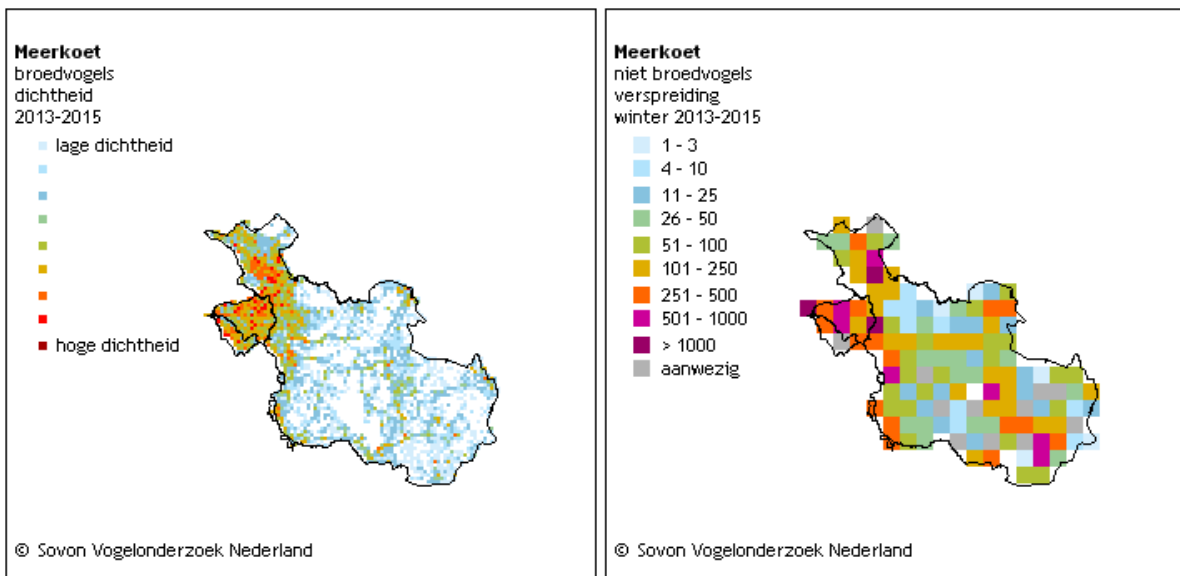 Meerkoet
broedvogels
dichtheid
2013-2015
lage dichtheid
hoge dichtheid
© Sovon Vogelonderzoek Nederland
Meerkoet
niet broedvogels
verspreiding
winter 2013-2015
1 - 3
4 - 10
11 - 25
26 - 50
51 - 100
101 - 250
251 - 500
501 - 1000
> 1000
aanwezig
© Sovon Vogelonderzoek Nederland